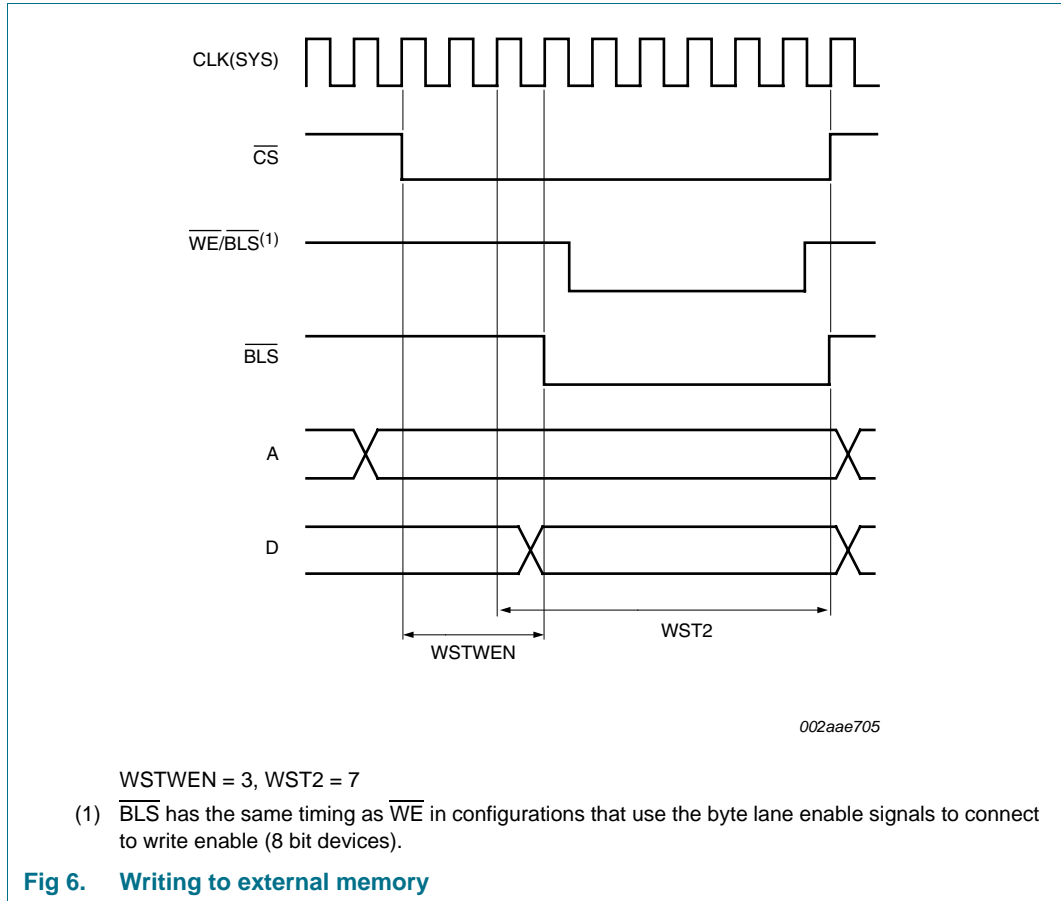 CLK(SYS)
CS
WE/BLS(1)
BLS
A
D
WST2
WSTWEN
002aae705
WSTWEN = 3, WST2 = 7
(1) BLS has the same timing as WE in configurations that use the byte lane enable signals to connect
to write enable (8 bit devices).
Fig 6. Writing to external memory